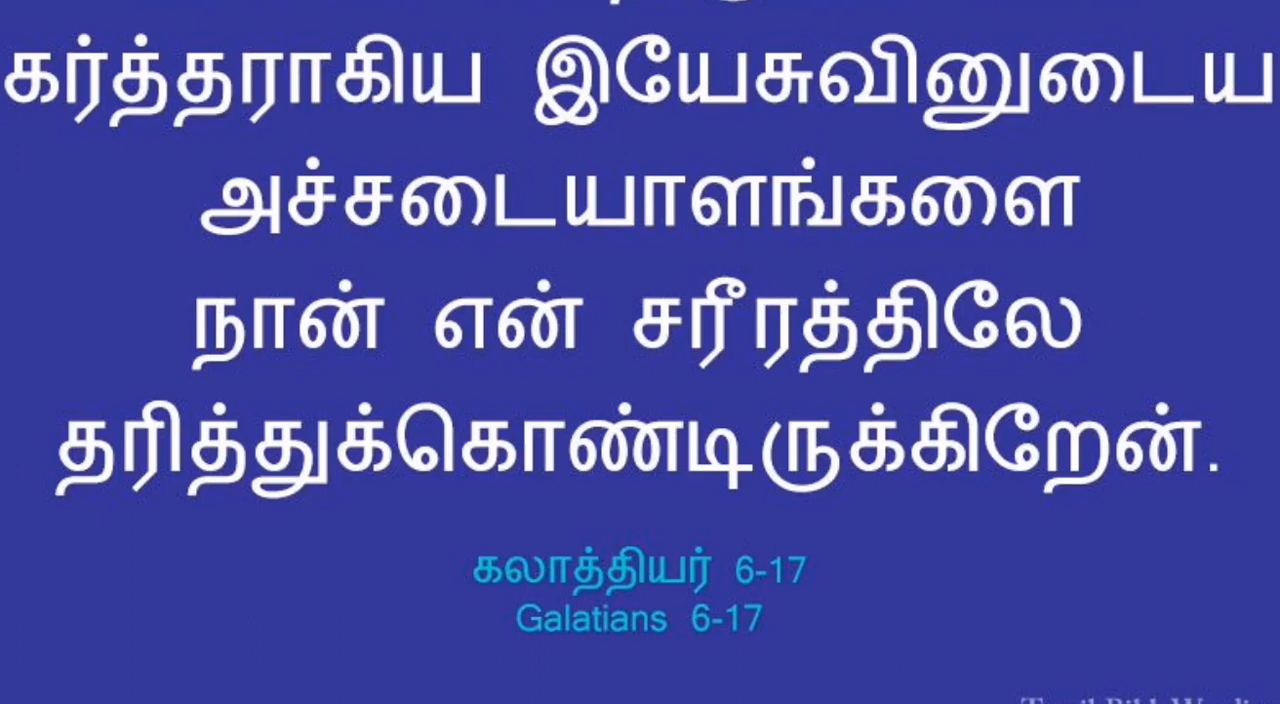 கர்த்தராகிய இயேசுவினுடைய
அச்சடையாளங்களை
நான் என் சரீரத்திலே
தரித்துக்கொண்டிருக்கிறேன்.
கலாத்தியர் 6-17
Galatians 6-17